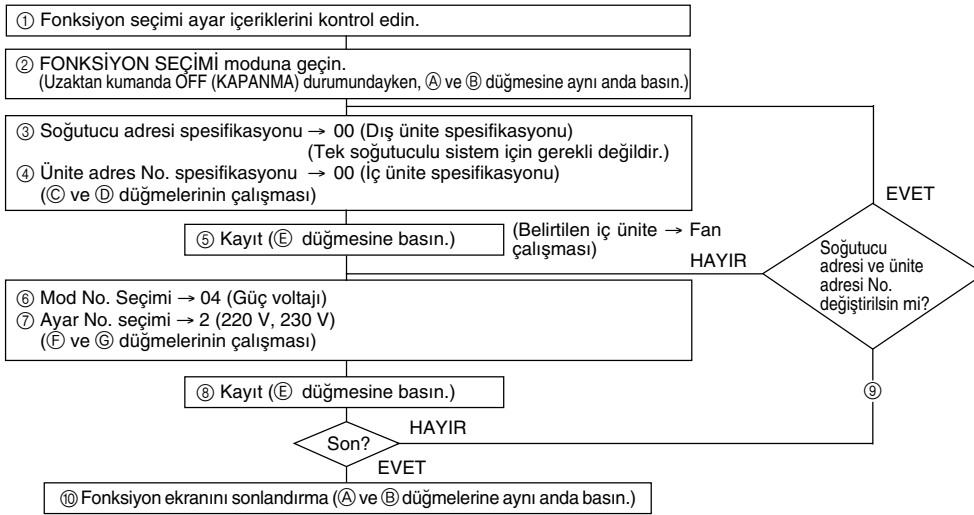 ① Fonksiyon seçimi ayar içeriklerini kontrol edin.
② FONKSİYON SEÇİMİ moduna geçin.
(Uzaktan kumanda OFF (KAPANMA) durumundayken, Ⓐ ve Ⓑ düğmesine aynı anda basın.)
③ Soğutucu adresi spesifikasyonu → 00 (Dış ünite spesifikasyonu)
(Tek soğutuculu sistem için gerekli değildir.)
④ Ünite adres No. spesifikasyonu → 00 (İç ünite spesifikasyonu)
(Ⓒ ve Ⓓ düğmelerinin çalışması)
⑤ Kayıt (Ⓔ düğmesine basın.)
(Belirtilen iç ünite → Fan
çalışması)
EVET
HAYIR
Soğutucu
adresi ve ünite
adresi No.
değiştirilsin mi?
⑥ Mod No. Seçimi → 04 (Güç voltajı)
⑦ Ayar No. seçimi → 2 (220 V, 230 V)
(Ⓕ ve Ⓖ düğmelerinin çalışması)
⑧ Kayıt (Ⓔ düğmesine basın.)
⑨
Son?
HAYIR
EVET
⑩ Fonksiyon ekranını sonlandırma (Ⓐ ve Ⓑ düğmelerine aynı anda basın.)